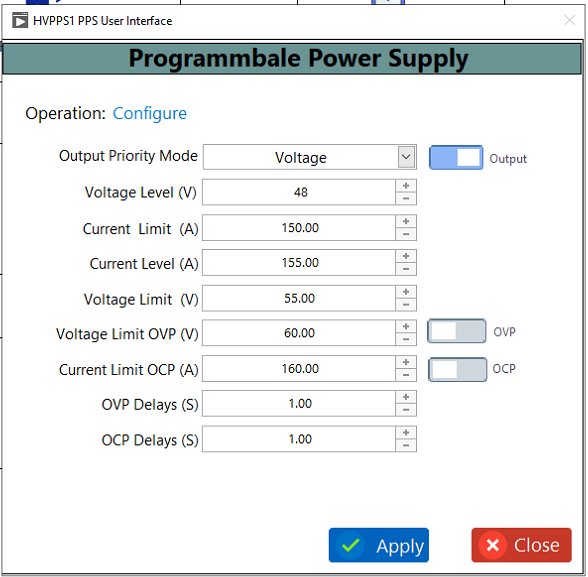 HVPPS1 PPS User Interface
Programmbale Power Supply
Operation: Configure
Output Priority Mode Voltage Output
Voltage Level (V) 48
Current Limit (A) 150.00
Current Level (A) 155.00
Voltage Limit (V) 55.00
Voltage Limit OVP (V) 60.00 OVP
Current Limit OCP (A) 160.00 OCP
OVP Delays (S) 1.00
OCP Delays (S) 1.00
Apply Close